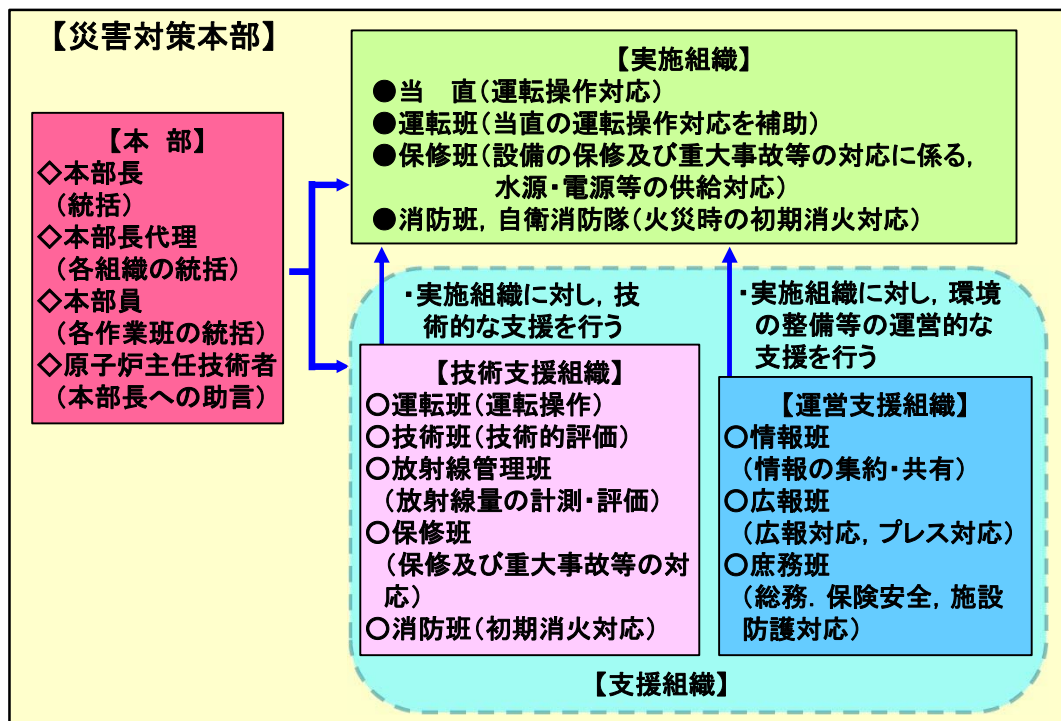 【災害対策本部】
【本 部】
◇本部長
(統括)
◇本部長代理
(各組織の統括)
◇本部員
(各作業班の統括)
◇原子炉主任技術者
(本部長への助言)
【実施組織】
●当　直(運転操作対応)
●運転班(当直の運転操作対応を補助)
●保修班(設備の保修及び重大事故等の対応に係る,
水源・電源等の供給対応)
●消防班,自衛消防隊(火災時の初期消火対応)
・実施組織に対し,技
術的な支援を行う
【技術支援組織】
○運転班(運転操作)
○技術班(技術的評価)
○放射線管理班
(放射線量の計測・評価)
○保修班
(保修及び重大事故等の対
応)
○消防班(初期消火対応)
・実施組織に対し,環境
の整備等の運営的な
支援を行う
【運営支援組織】
○情報班
(情報の集約・共有)
○広報班
(広報対応,プレス対応)
○庶務班
(総務.保険安全,施設
防護対応)
【支援組織】